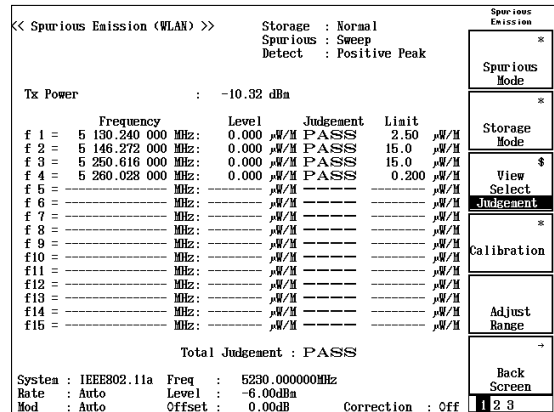 << Spurious Emission (WLAN) >>
Storage : Normal
Spurious : Sweep
Detect : Positive Peak
Tx Power : -10.32 dBm
Frequency Level Judgement Limit
f 1 = 5 130.240 000 MHz: 0.000 μW/M PASS 2.50 μW/M
f 2 = 5 146.272 000 MHz: 0.000 μW/M PASS 15.0 μW/M
f 3 = 5 250.616 000 MHz: 0.000 μW/M PASS 15.0 μW/M
f 4 = 5 260.028 000 MHz: 0.000 μW/M PASS 0.200 μW/M
f 5 = --------------- MHz: -------- μW/M ----- -------- μW/M
f 6 = --------------- MHz: -------- μW/M ----- -------- μW/M
f 7 = --------------- MHz: -------- μW/M ----- -------- μW/M
f 8 = --------------- MHz: -------- μW/M ----- -------- μW/M
f 9 = --------------- MHz: -------- μW/M ----- -------- μW/M
f10 = --------------- MHz: -------- μW/M ----- -------- μW/M
f11 = --------------- MHz: -------- μW/M ----- -------- μW/M
f12 = --------------- MHz: -------- μW/M ----- -------- μW/M
f13 = --------------- MHz: -------- μW/M ----- -------- μW/M
f14 = --------------- MHz: -------- μW/M ----- -------- μW/M
f15 = --------------- MHz: -------- μW/M ----- -------- μW/M
Total Judgement : PASS
System : IEEE802.11a Freq : 5230.000000MHz
Rate : Auto Level : -6.00dBm
Mod : Auto Offset : 0.00dB Correction : Off
Spurious
Emission
*
Spurious
Mode
*
Storage
Mode
$
View
Select
Judgement
*
Calibration
Adjust
Range
→
Back
Screen
1 2 3